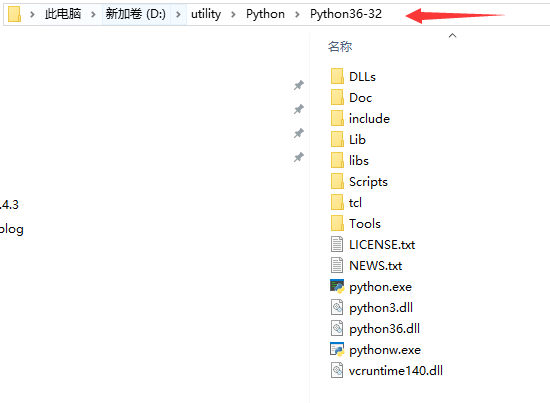 此电脑 > 新加卷 (D:) > utility > Python > Python36-32
名称
DLLs
Doc
include
Lib
libs
Scripts
tcl
Tools
LICENSE.txt
NEWS.txt
python.exe
python3.dll
python36.dll
pythonw.exe
vcruntime140.dll
.4.3
blog